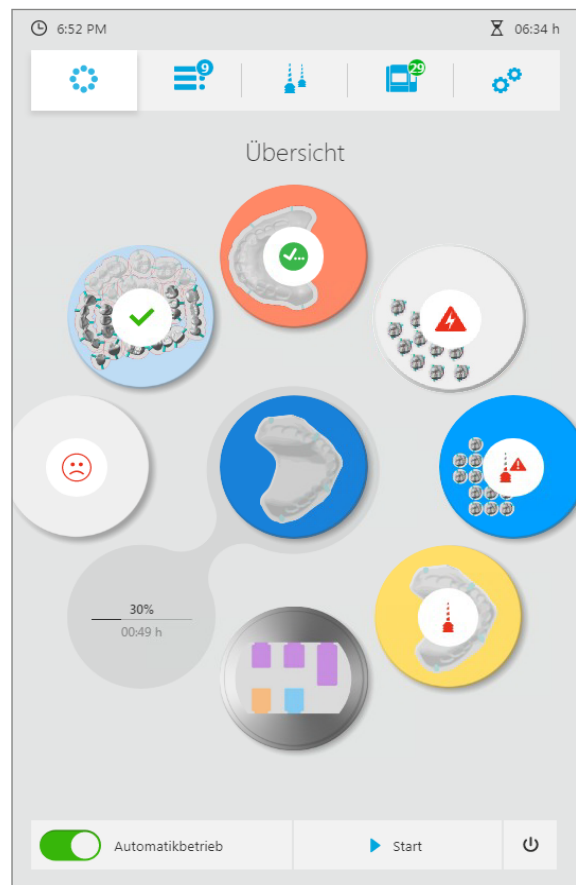 6:52 PM
06:34 h
9
29
Übersicht
30%
00:49 h
Automatikbetrieb
Start